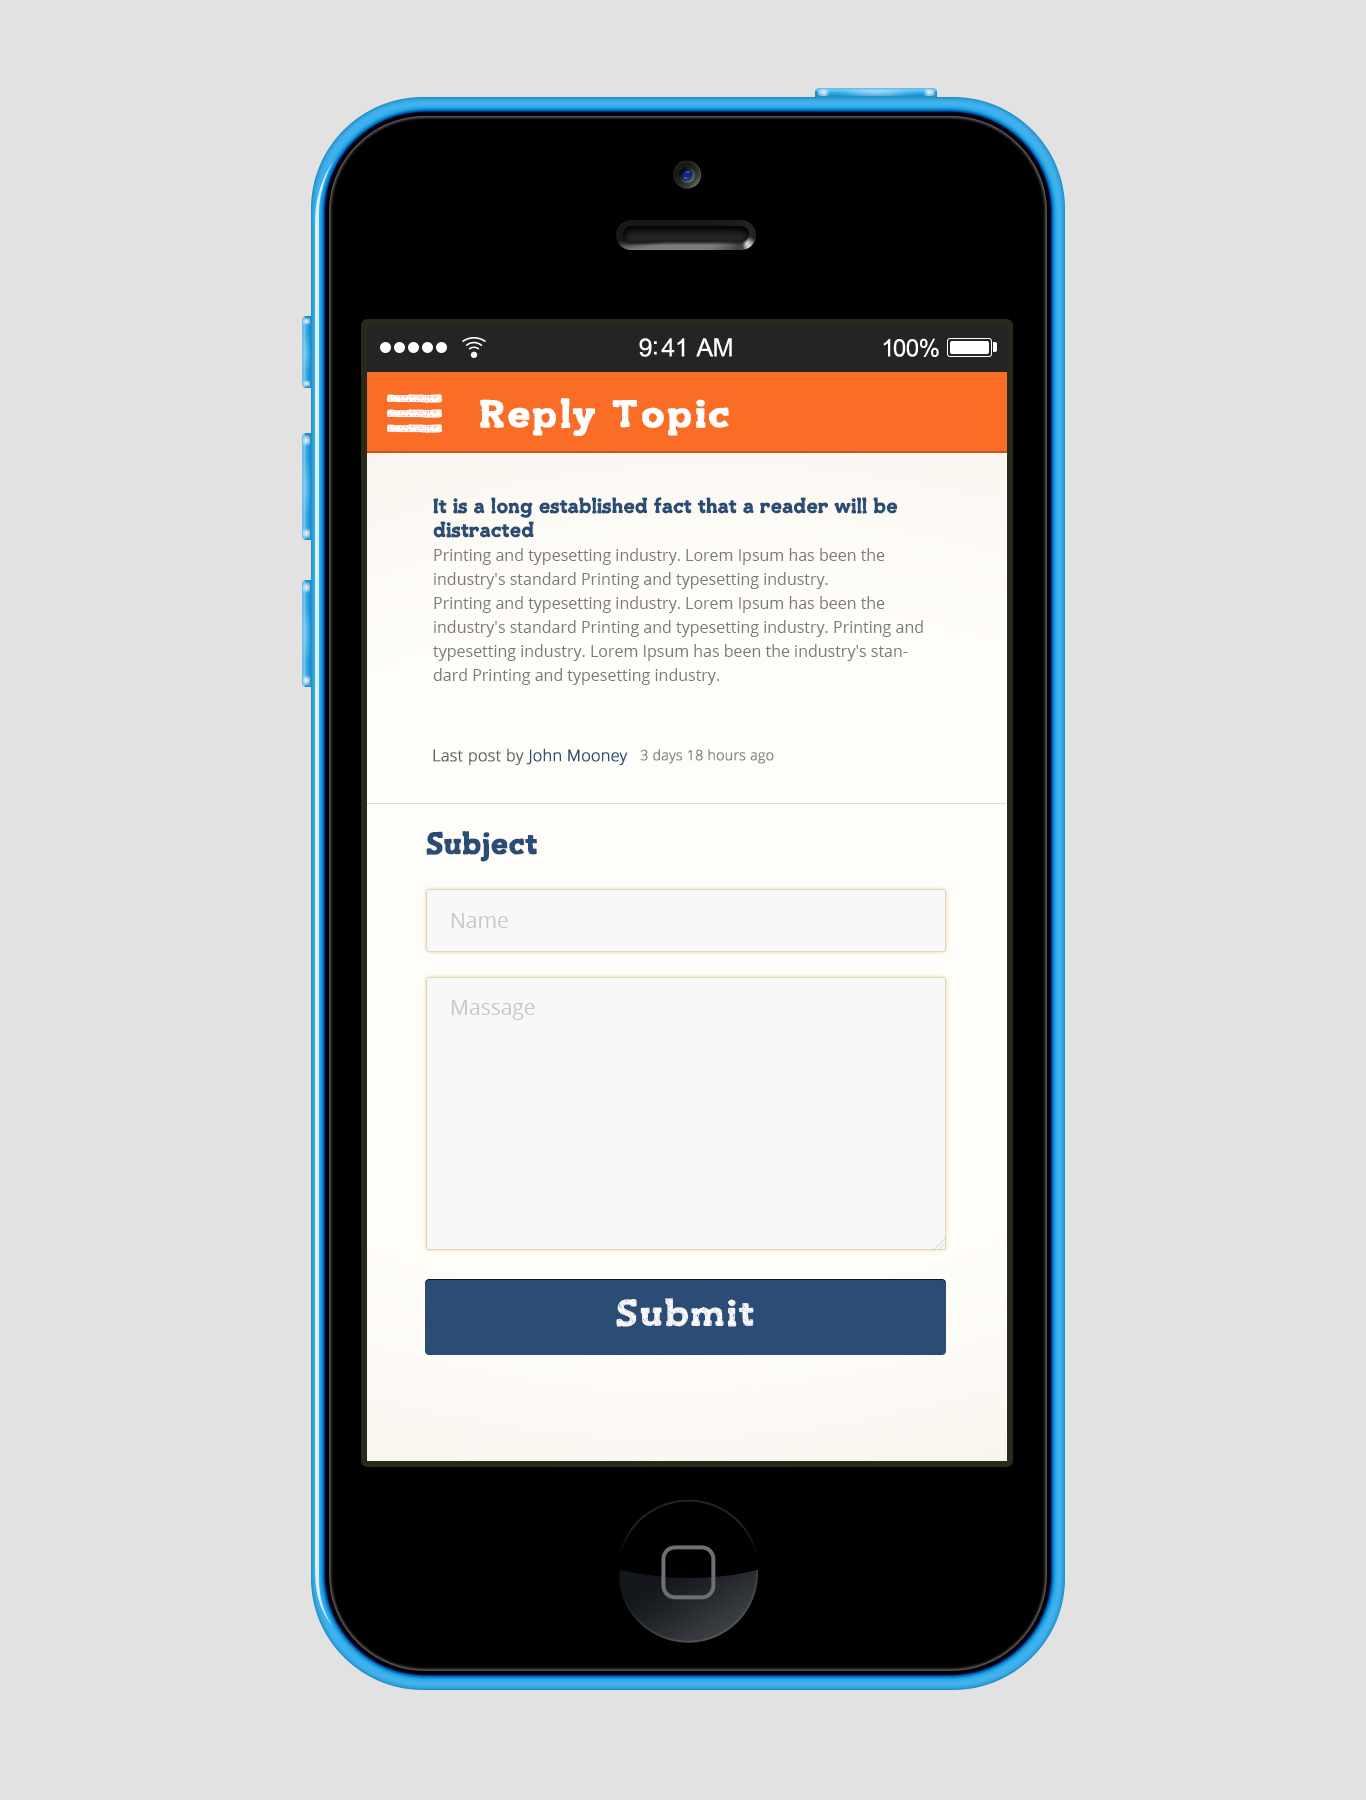 9:41 AM 100%
Reply Topic
It is a long established fact that a reader will be
distracted
Printing and typesetting industry. Lorem Ipsum has been the
industry's standard Printing and typesetting industry.
Printing and typesetting industry. Lorem Ipsum has been the
industry's standard Printing and typesetting industry. Printing and
typesetting industry. Lorem Ipsum has been the industry's stan-
dard Printing and typesetting industry.
Last post by John Mooney 3 days 18 hours ago
Subject
Name
Massage
Submit